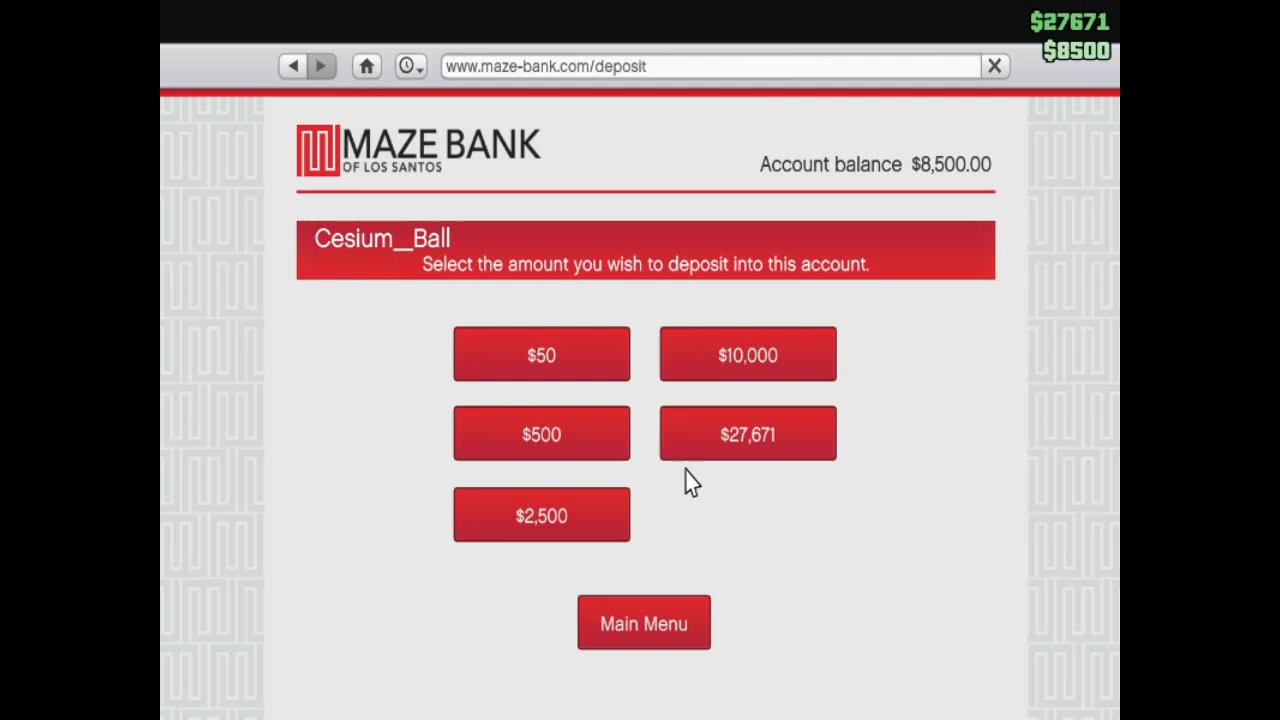 $27671
$8500
www.maze-bank.com/deposit
MAZE BANK
OF LOS SANTOS
Account balance $8,500.00
Cesium__Ball
Select the amount you wish to deposit into this account.
$50
$10,000
$500
$27,671
$2,500
Main Menu